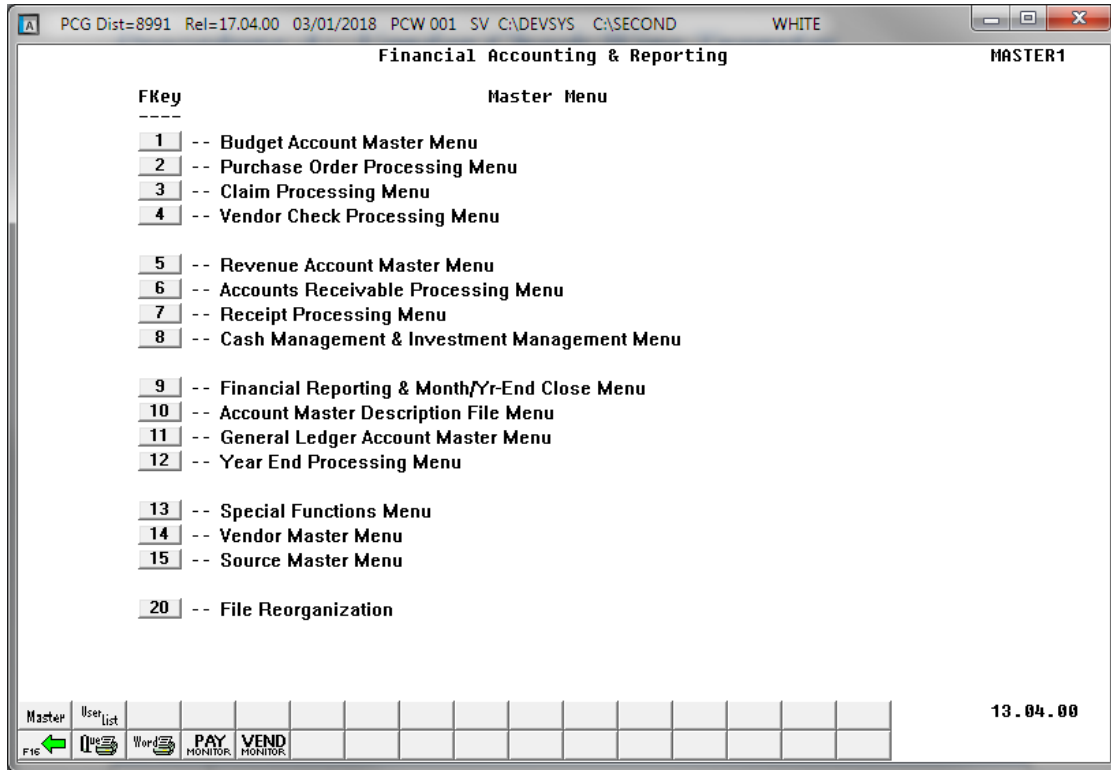 PCG Dist=8991 Rel=17.04.00 03/01/2018 PCW 001 SV C:\DEVSYS C:\SECOND WHITE
Financial Accounting & Reporting MASTER1
FKey Master Menu
----
1 -- Budget Account Master Menu
2 -- Purchase Order Processing Menu
3 -- Claim Processing Menu
4 -- Vendor Check Processing Menu
5 -- Revenue Account Master Menu
6 -- Accounts Receivable Processing Menu
7 -- Receipt Processing Menu
8 -- Cash Management & Investment Management Menu
9 -- Financial Reporting & Month/Yr-End Close Menu
10 -- Account Master Description File Menu
11 -- General Ledger Account Master Menu
12 -- Year End Processing Menu
13 -- Special Functions Menu
14 -- Vendor Master Menu
15 -- Source Master Menu
20 -- File Reorganization
Master User List 13.04.00
F16 Que Word PAY MONITOR VEND MONITOR